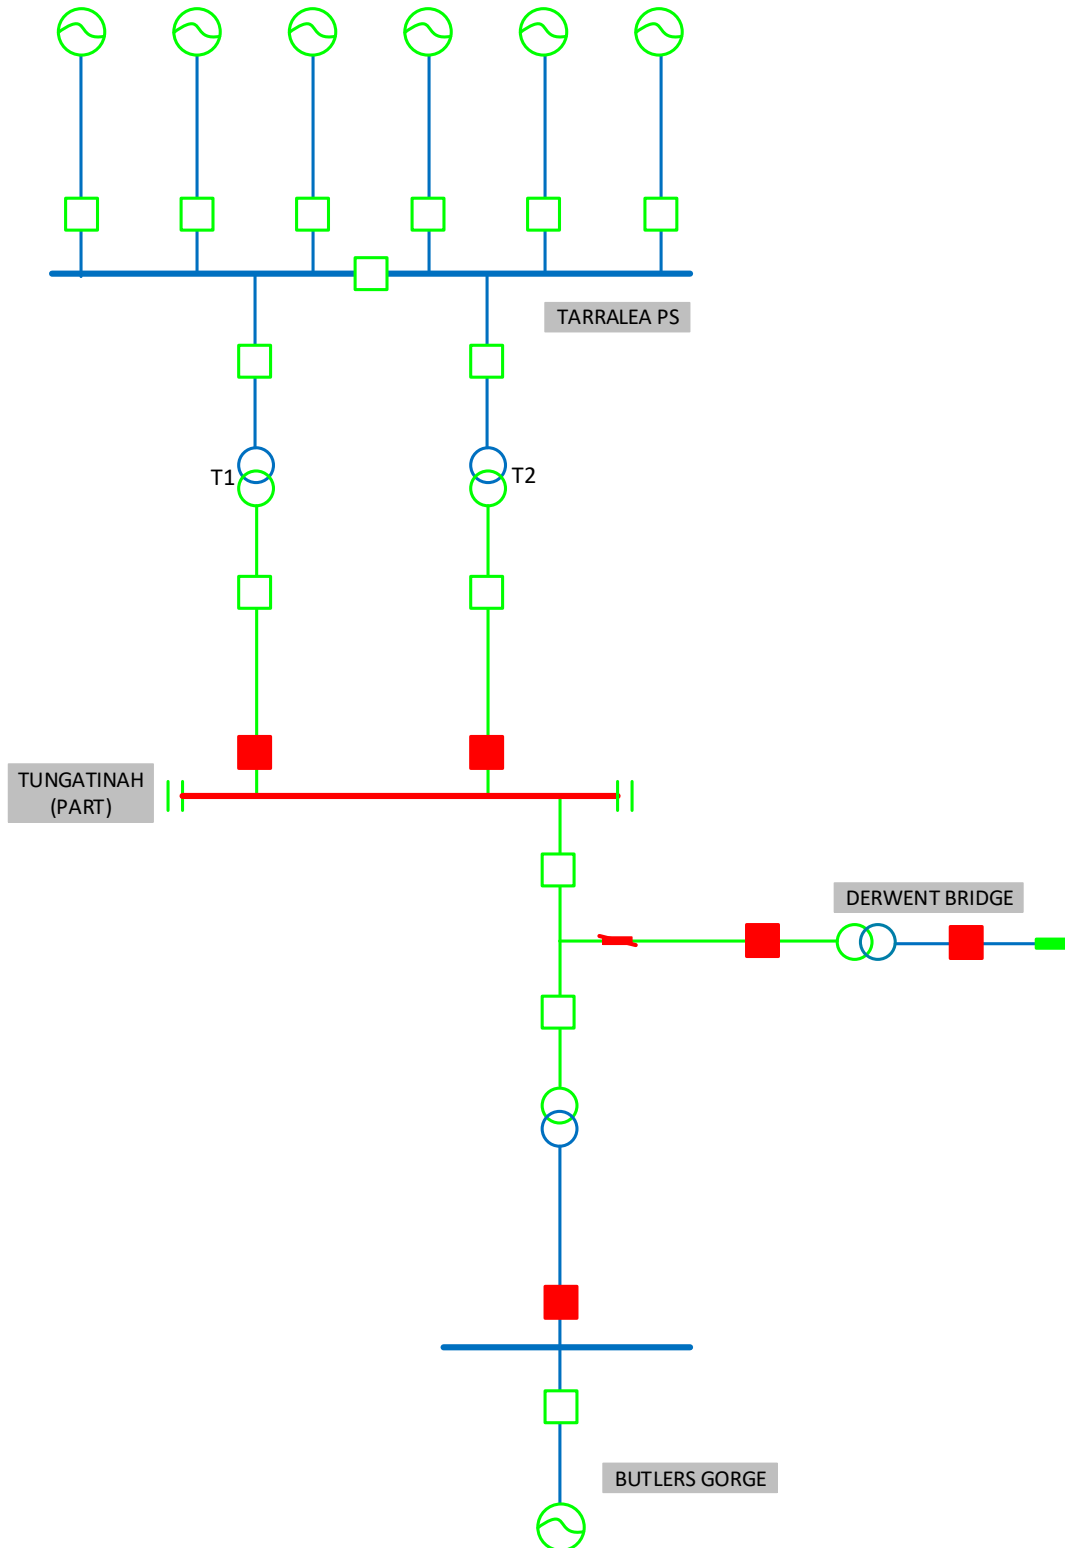 TARRALEA PS
T1
T2
TUNGATINAH
(PART)
DERWENT BRIDGE
BUTLERS GORGE